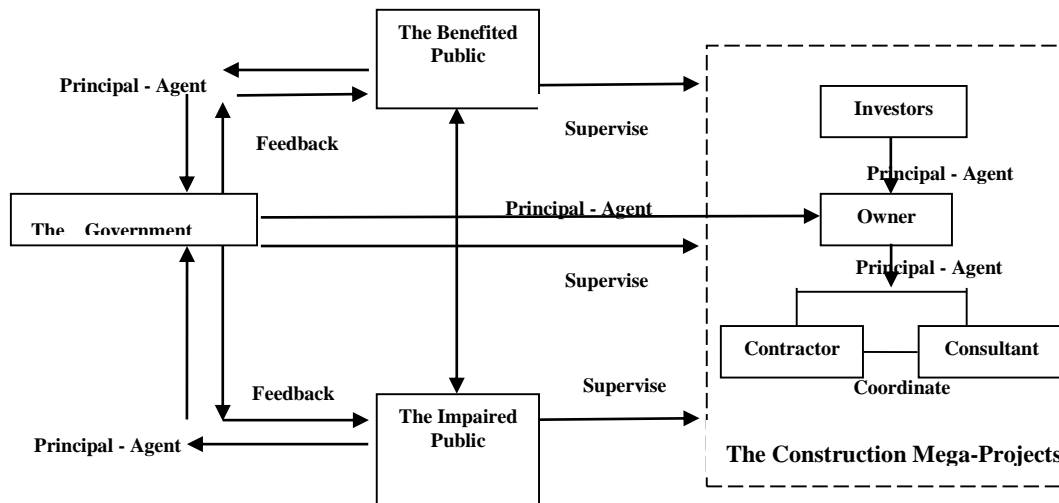 The Benefited
Public
Principal - Agent
Feedback
Supervise
Investors
Principal - Agent
The Government
Principal - Agent
Owner
Supervise
Principal - Agent
Contractor
Consultant
Coordinate
Feedback
Supervise
The Impaired
Public
Principal - Agent
The Construction Mega-Projects